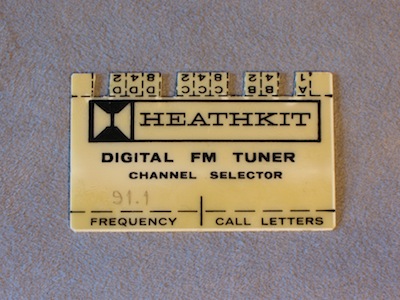 HEATHKIT
DIGITAL FM TUNER
CHANNEL SELECTOR
91.1
FREQUENCY
CALL LETTERS